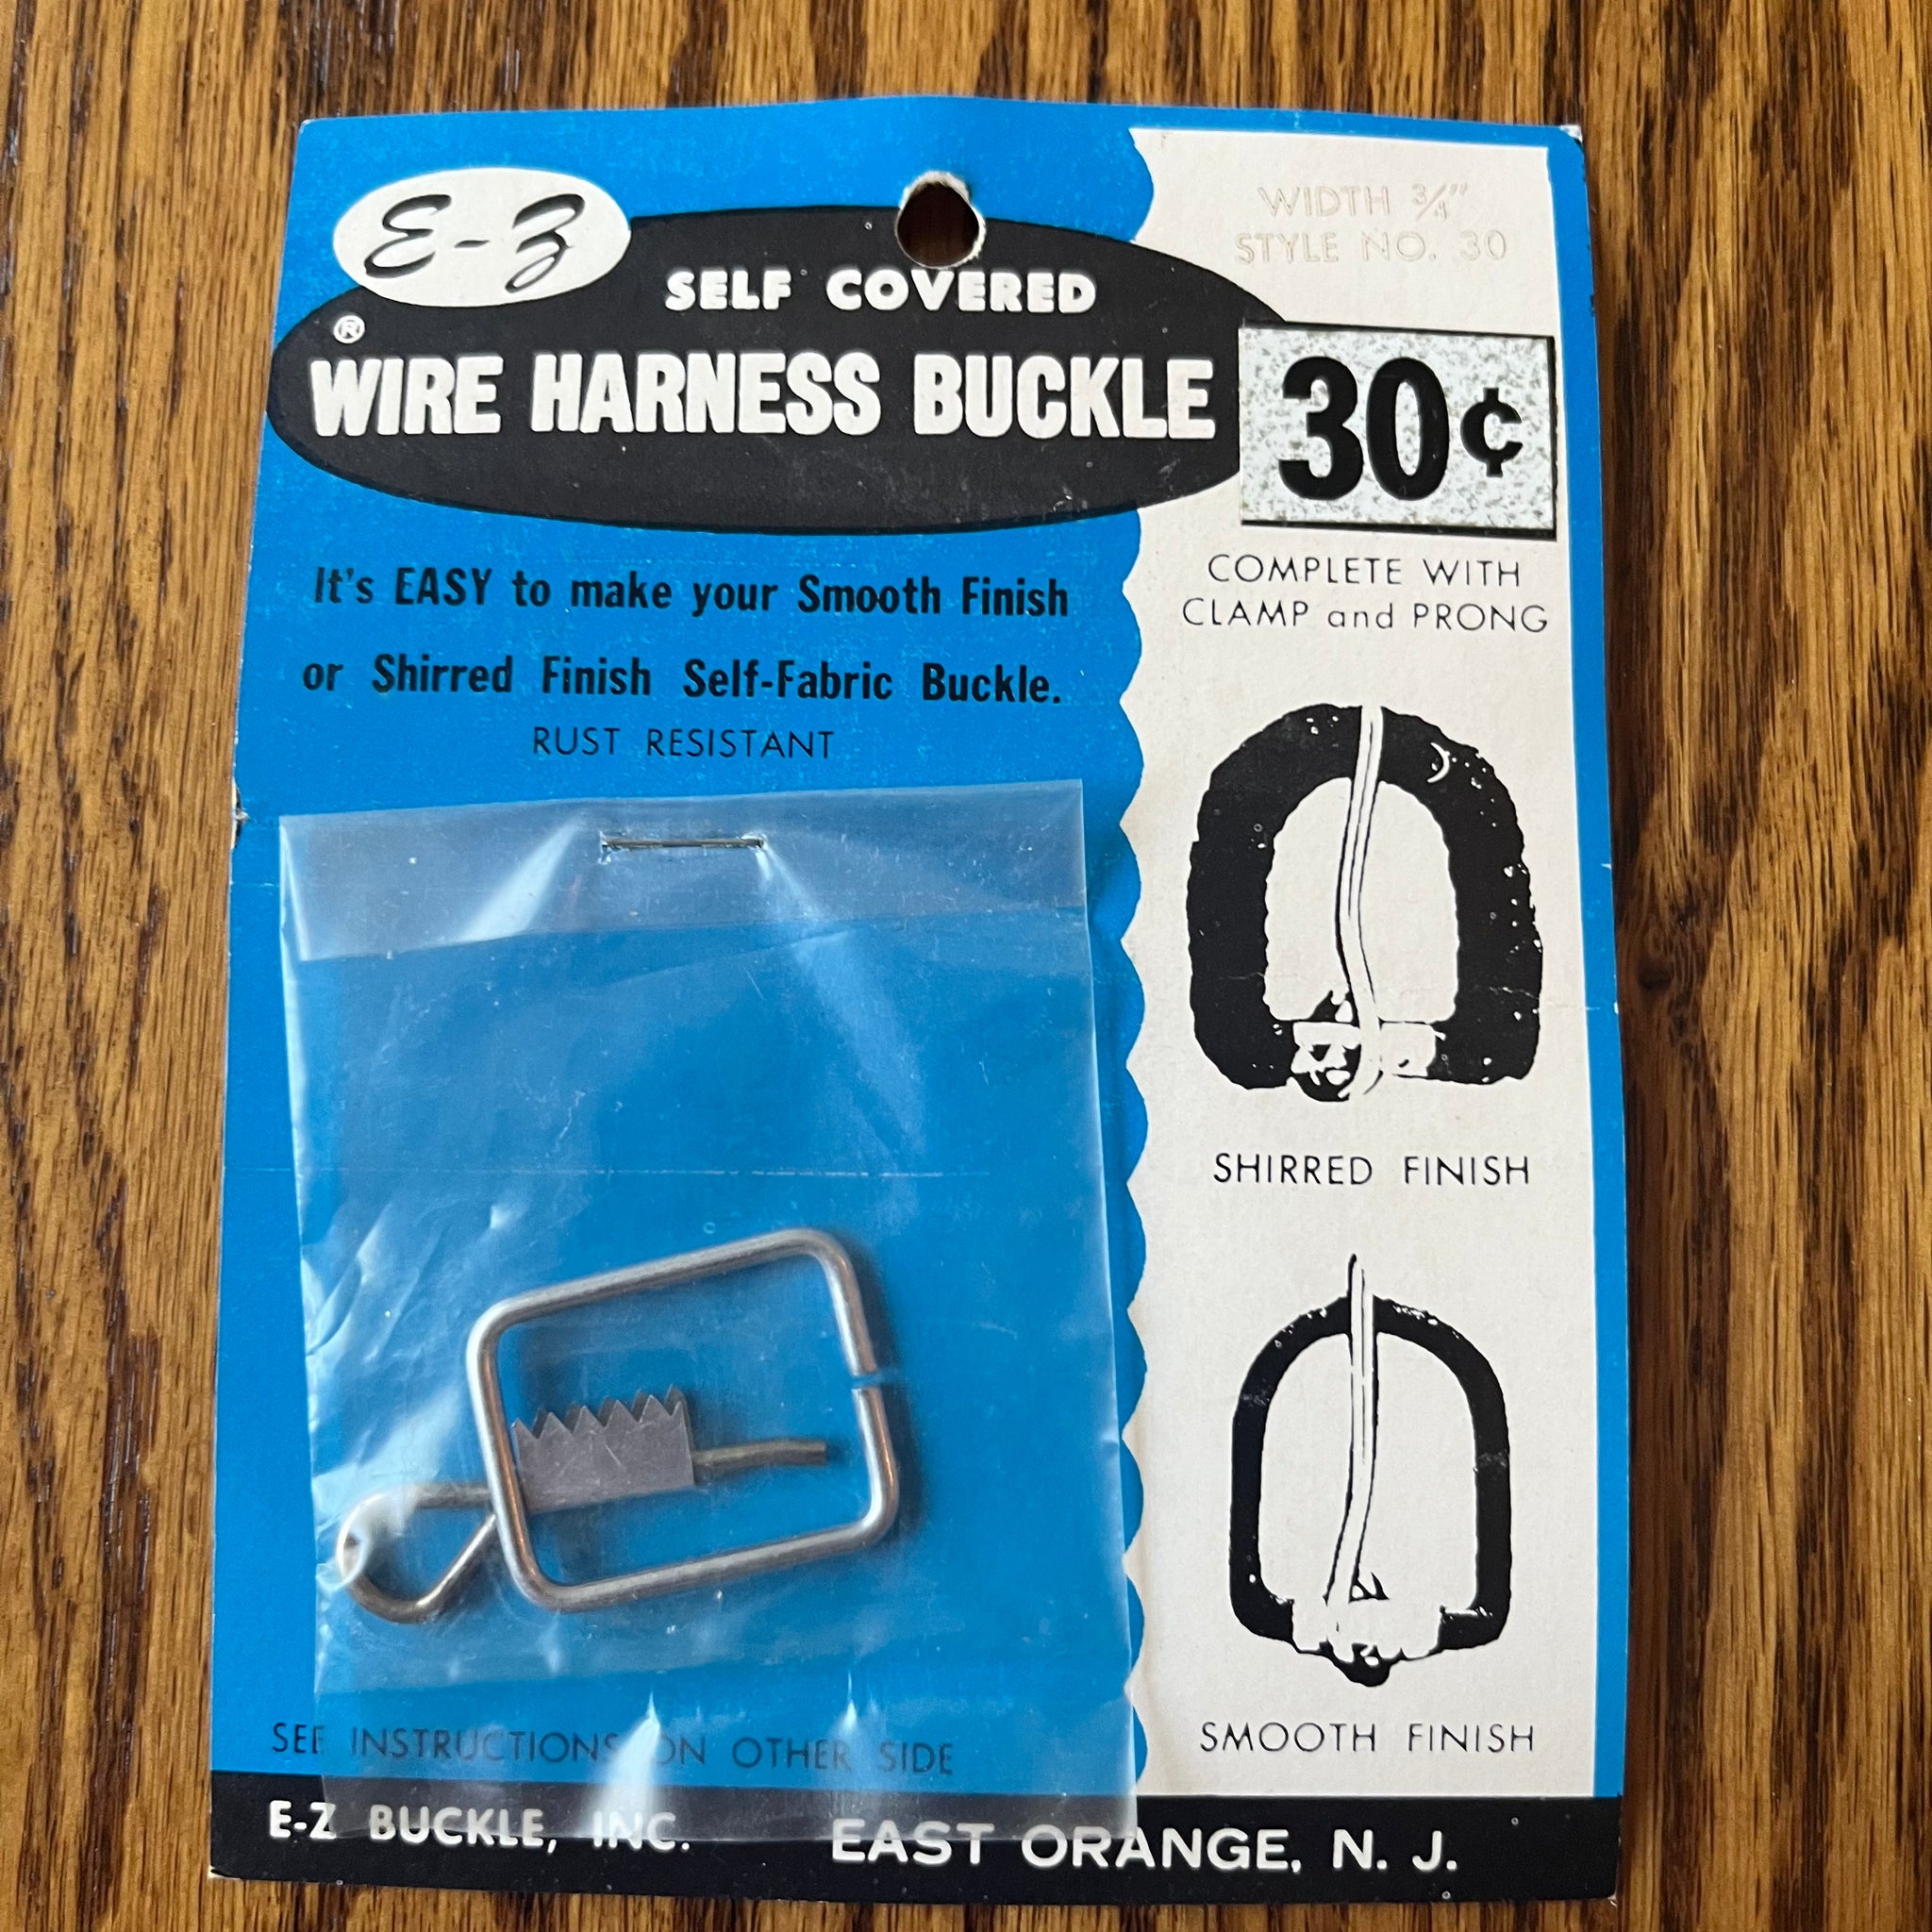 E-Z
®
SELF COVERED
WIRE HARNESS BUCKLE
WIDTH 3/4"
STYLE NO. 30
30¢
COMPLETE WITH
CLAMP and PRONG
It's EASY to make your Smooth Finish
or Shirred Finish Self-Fabric Buckle.
RUST RESISTANT
SHIRRED FINISH
SMOOTH FINISH
SEE INSTRUCTIONS ON OTHER SIDE
E-Z BUCKLE, INC. EAST ORANGE, N. J.